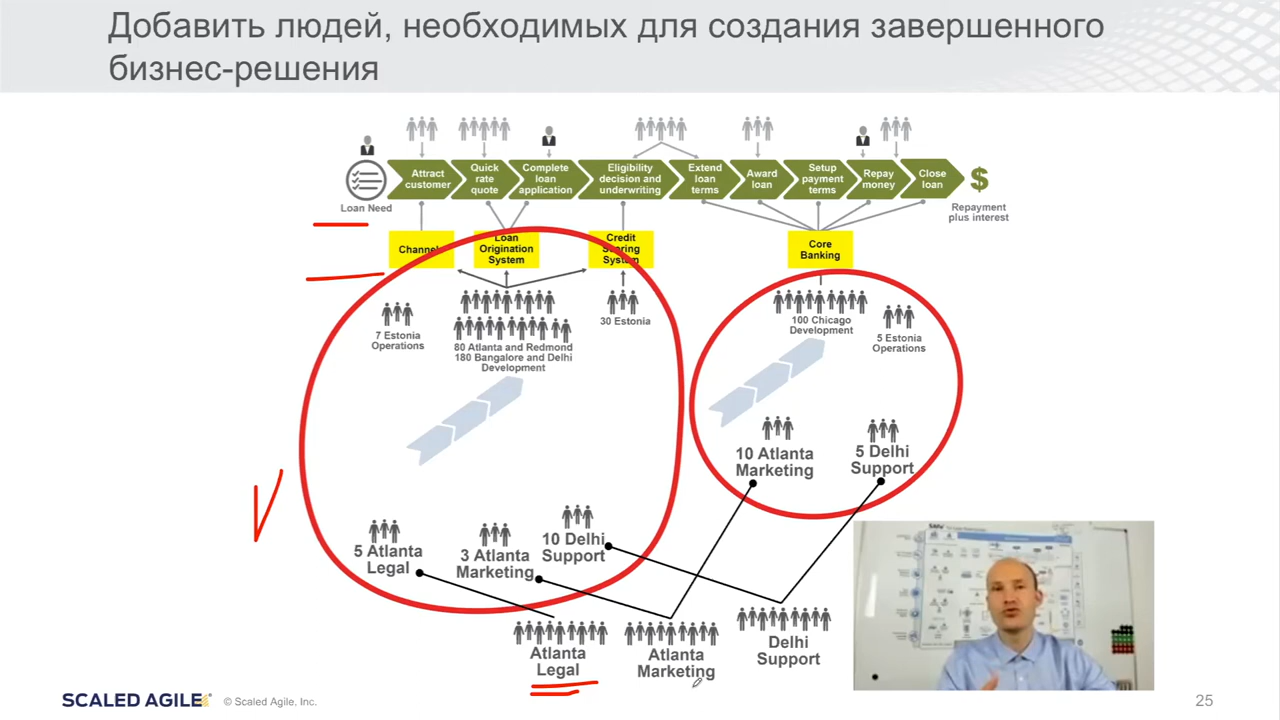 Добавить людей, необходимых для создания завершенного
бизнес-решения
Attract
customer
Quick
rate
quote
Complete
loan
application
Eligibility
decision and
underwriting
Extend
loan
terms
Award
loan
Setup
payment
terms
Repay
money
Close
loan
$
Loan Need
Repayment
plus interest
Channel
Loan
Origination
System
Credit
Scoring
System
Core
Banking
7 Estonia
Operations
80 Atlanta and Redmond
180 Bangalore and Delhi
Development
30 Estonia
100 Chicago
Development
5 Estonia
Operations
10 Atlanta
Marketing
5 Delhi
Support
5 Atlanta
Legal
3 Atlanta
Marketing
10 Delhi
Support
Atlanta
Legal
Atlanta
Marketing
Delhi
Support
SCALED AGILE
© Scaled Agile, Inc.
25